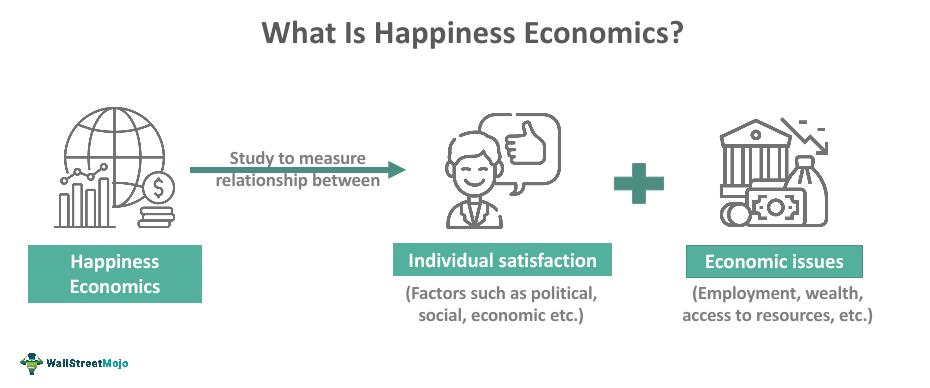 What Is Happiness Economics?
Study to measure
relationship between
$
Happiness
Economics
Individual satisfaction
(Factors such as political,
social, economic etc.)
Economic issues
(Employment, wealth,
access to resources, etc.)
WallStreetMojo